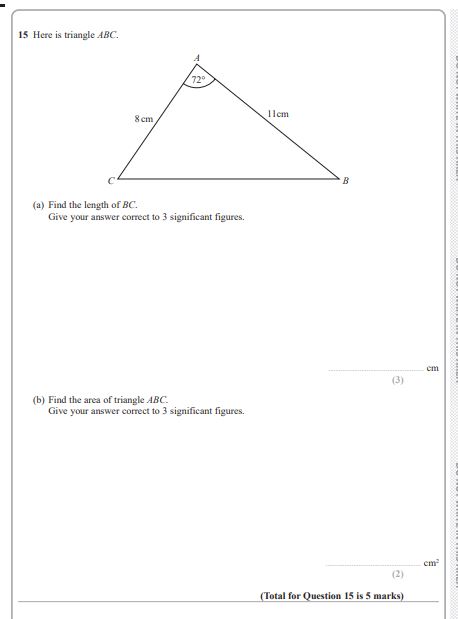 15 Here is triangle ABC.
A
72°
8 cm
11cm
C
B
(a) Find the length of BC.
Give your answer correct to 3 significant figures.
cm
(3)
(b) Find the area of triangle ABC.
Give your answer correct to 3 significant figures.
cm²
(2)
(Total for Question 15 is 5 marks)